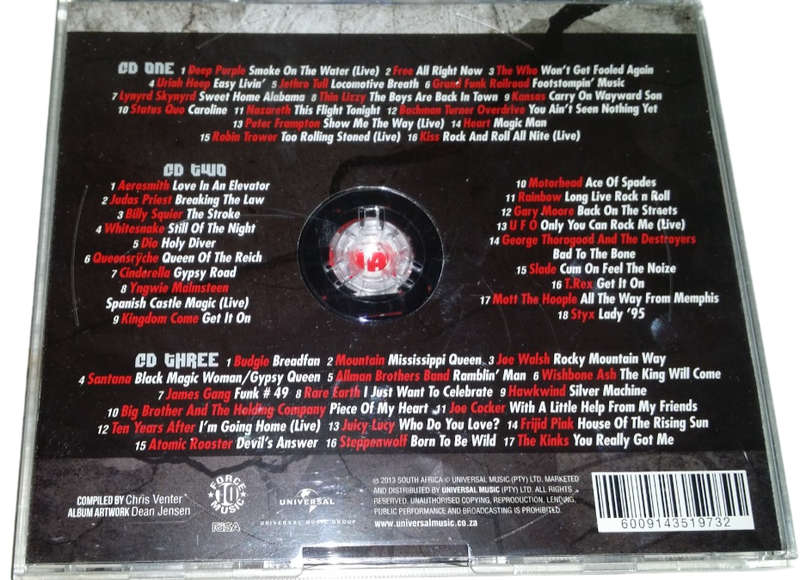 CD ONE 1 Deep Purple Smoke On The Water (Live) 2 Free All Right Now 3 The Who Won't Get Fooled Again
4 Uriah Heep Easy Livin' 5 Jethro Tull Locomotive Breath 6 Grand Funk Railroad Footstompin' Music
7 Lynyrd Skynyrd Sweet Home Alabama 8 Thin Lizzy The Boys Are Back In Town 9 Kansas Carry On Wayward Son
10 Status Quo Caroline 11 Nazareth This Flight Tonight 12 Bachman Turner Overdrive You Ain't Seen Nothing Yet
13 Peter Frampton Show Me The Way (Live) 14 Heart Magic Man
15 Robin Trower Too Rolling Stoned (Live) 16 Kiss Rock And Roll All Nite (Live)
CD TWO
1 Aerosmith Love In An Elevator
2 Judas Priest Breaking The Law
3 Billy Squier The Stroke
4 Whitesnake Still Of The Night
5 Dio Holy Diver
6 Queensrÿche Queen Of The Reich
7 Cinderella Gypsy Road
8 Yngwie Malmsteen
Spanish Castle Magic (Live)
9 Kingdom Come Get It On
10 Motorhead Ace Of Spades
11 Rainbow Long Live Rock n Roll
12 Gary Moore Back On The Straets
13 U F O Only You Can Rock Me (Live)
14 George Thorogood And The Destroyers
Bad To The Bone
15 Slade Cum On Feel The Noize
16 T.Rex Get It On
17 Mott The Hoople All The Way From Memphis
18 Styx Lady '95
CD THREE 1 Budgie Breadfan 2 Mountain Mississippi Queen 3 Joe Walsh Rocky Mountain Way
4 Santana Black Magic Woman/Gypsy Queen 5 Allman Brothers Band Ramblin' Man 6 Wishbone Ash The King Will Come
7 James Gang Funk # 49 8 Rare Earth I Just Want To Celebrate 9 Hawkwind Silver Machine
10 Big Brother And The Holding Company Piece Of My Heart 11 Joe Cocker With A Little Help From My Friends
12 Ten Years After I'm Going Home (Live) 13 Juicy Lucy Who Do You Love? 14 Frijid Pink House Of The Rising Sun
15 Atomic Rooster Devil's Answer 16 Steppenwolf Born To Be Wild 17 The Kinks You Really Got Me
COMPILED BY Chris Venter
ALBUM ARTWORK Dean Jensen
FORCE
10
MUSIC
RiSA
UNIVERSAL
UNIVERSAL MUSIC GROUP
℗ 2013 SOUTH AFRICA © UNIVERSAL MUSIC (PTY) LTD. MARKETED
AND DISTRIBUTED BY UNIVERSAL MUSIC (PTY) LTD. ALL RIGHTS
RESERVED. UNAUTHORISED COPYING, REPRODUCTION, LENDING,
PUBLIC PERFORMANCE AND BROADCASTING IS PROHIBITED.
www.universalmusic.co.za
6009143519732